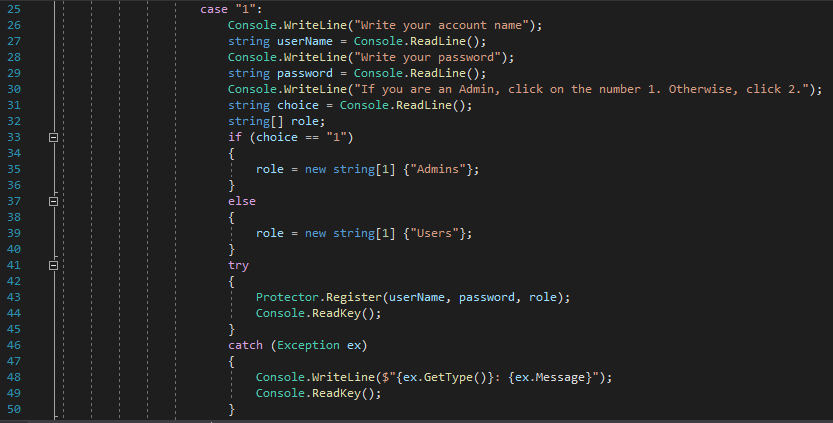 25 case "1":
26 Console.WriteLine("Write your account name");
27 string userName = Console.ReadLine();
28 Console.WriteLine("Write your password");
29 string password = Console.ReadLine();
30 Console.WriteLine("If you are an Admin, click on the number 1. Otherwise, click 2.");
31 string choice = Console.ReadLine();
32 string[] role;
33 if (choice == "1")
34 {
35 role = new string[1] {"Admins"};
36 }
37 else
38 {
39 role = new string[1] {"Users"};
40 }
41 try
42 {
43 Protector.Register(userName, password, role);
44 Console.ReadKey();
45 }
46 catch (Exception ex)
47 {
48 Console.WriteLine($"{ex.GetType()}: {ex.Message}");
49 Console.ReadKey();
50 }